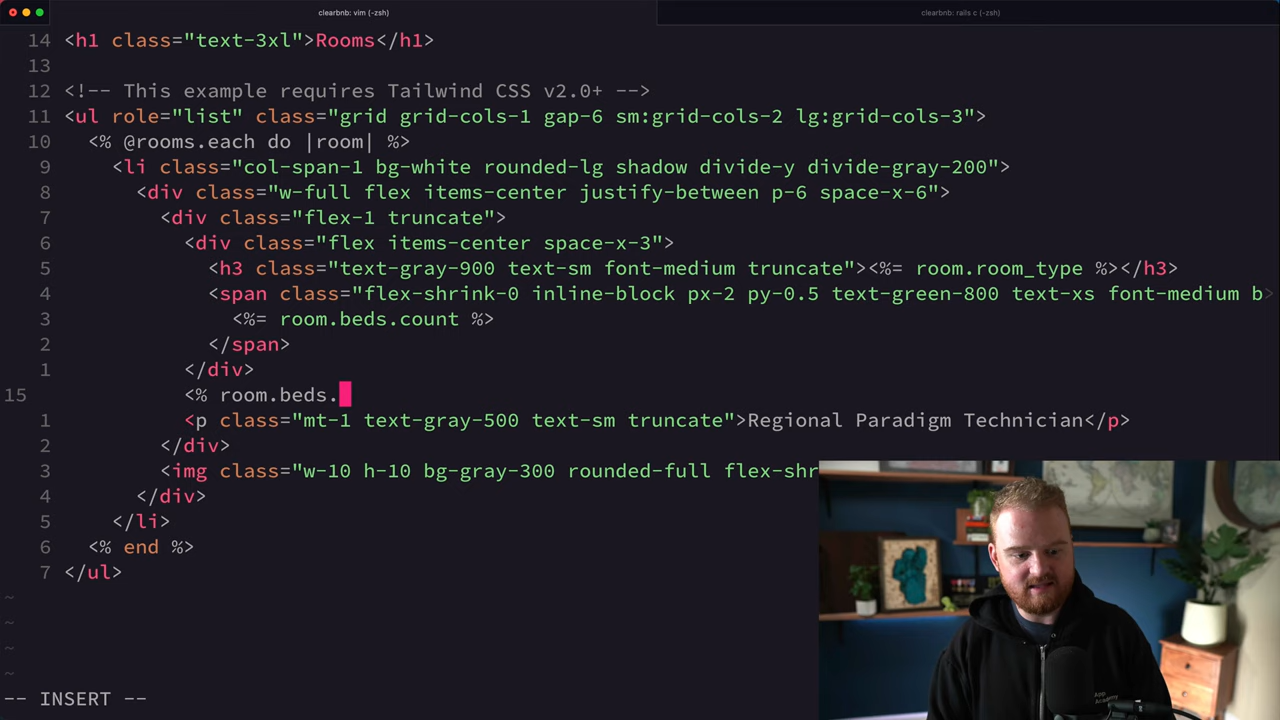 clearbnb: vim (-zsh)
clearbnb: rails c (-zsh)
14 <h1 class="text-3xl">Rooms</h1>
13
12 <!-- This example requires Tailwind CSS v2.0+ -->
11 <ul role="list" class="grid grid-cols-1 gap-6 sm:grid-cols-2 lg:grid-cols-3">
10 <% @rooms.each do |room| %>
9 <li class="col-span-1 bg-white rounded-lg shadow divide-y divide-gray-200">
8 <div class="w-full flex items-center justify-between p-6 space-x-6">
7 <div class="flex-1 truncate">
6 <div class="flex items-center space-x-3">
5 <h3 class="text-gray-900 text-sm font-medium truncate"><%= room.room_type %></h3>
4 <span class="flex-shrink-0 inline-block px-2 py-0.5 text-green-800 text-xs font-medium b>
3 <%= room.beds.count %>
2 </span>
1 </div>
15 <% room.beds.
1 <p class="mt-1 text-gray-500 text-sm truncate">Regional Paradigm Technician</p>
2 </div>
3 <img class="w-10 h-10 bg-gray-300 rounded-full flex-shr
4 </div>
5 </li>
6 <% end %>
7 </ul>
~
~
~
~
-- INSERT --
App
Academy